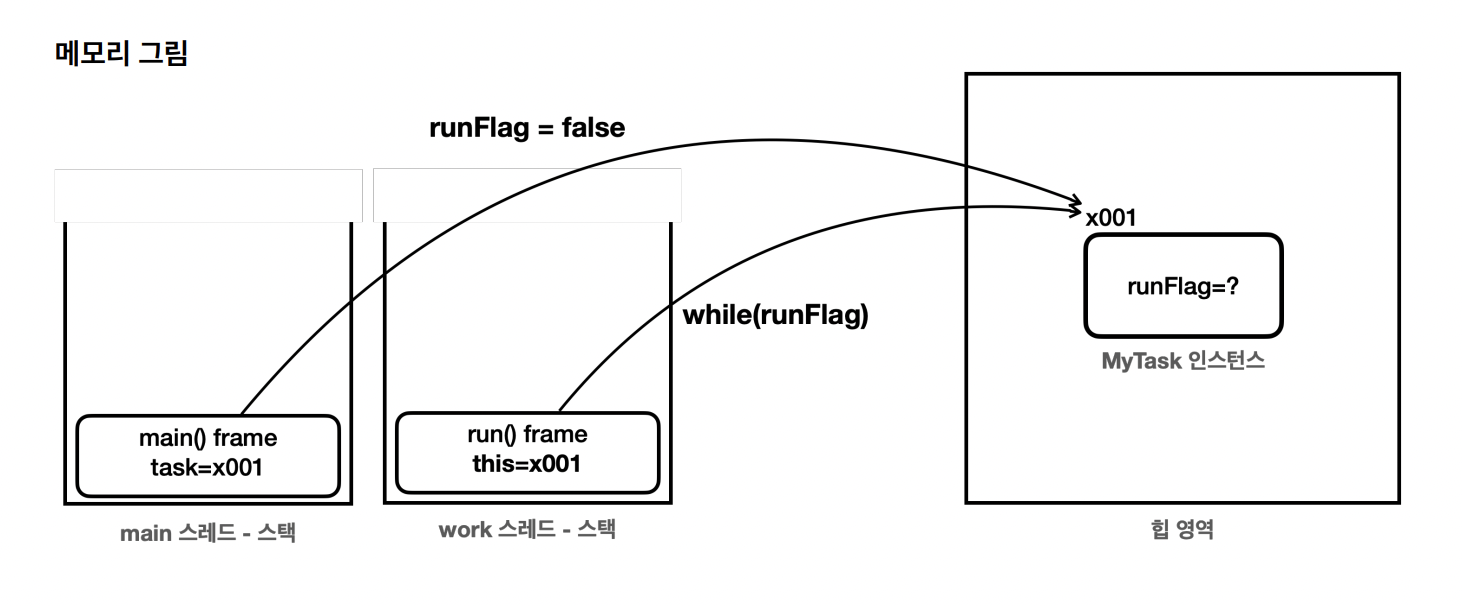 메모리 그림
runFlag = false
x001
runFlag=?
while(runFlag)
MyTask 인스턴스
main() frame
task=x001
run() frame
this=x001
main 스레드 - 스택
work 스레드 - 스택
힙 영역